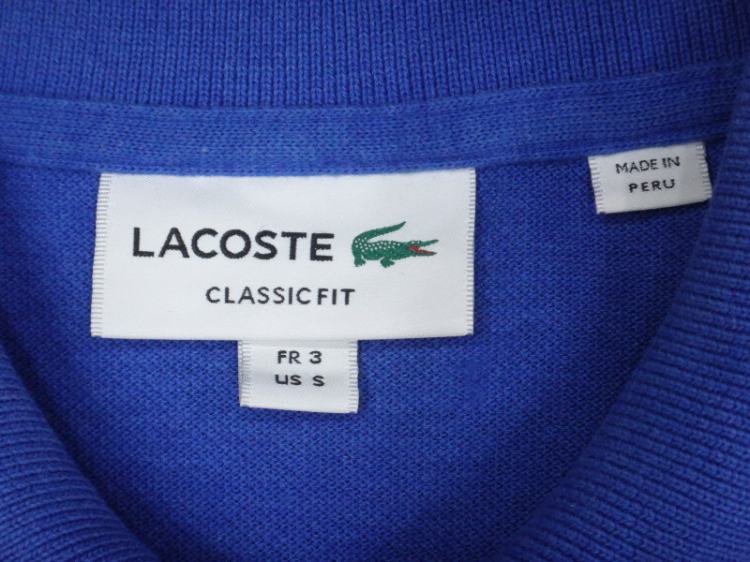 MADE IN
PERU
LACOSTE
CLASSIC FIT
FR 3
US S